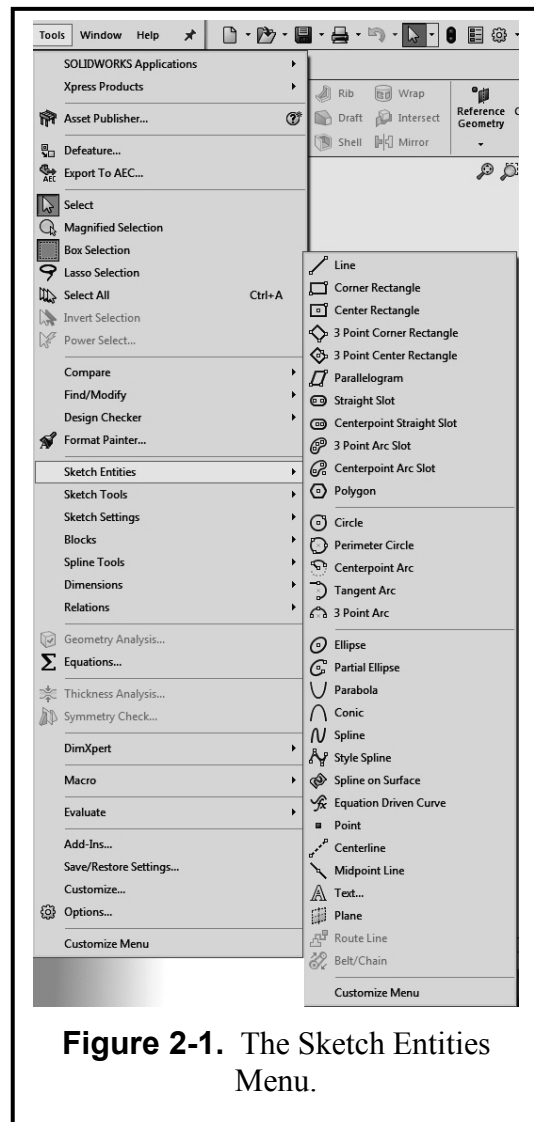 Tools Window Help
SOLIDWORKS Applications
Xpress Products
Asset Publisher...
Defeature...
Export To AEC...
Select
Magnified Selection
Box Selection
Lasso Selection
Select All Ctrl+A
Invert Selection
Power Select...
Compare
Find/Modify
Design Checker
Format Painter...
Sketch Entities
Sketch Tools
Sketch Settings
Blocks
Spline Tools
Dimensions
Relations
Geometry Analysis...
Equations...
Thickness Analysis...
Symmetry Check...
DimXpert
Macro
Evaluate
Add-Ins...
Save/Restore Settings...
Customize...
Options...
Customize Menu
Rib Wrap
Draft Intersect
Shell Mirror
Reference
Geometry
Line
Corner Rectangle
Center Rectangle
3 Point Corner Rectangle
3 Point Center Rectangle
Parallelogram
Straight Slot
Centerpoint Straight Slot
3 Point Arc Slot
Centerpoint Arc Slot
Polygon
Circle
Perimeter Circle
Centerpoint Arc
Tangent Arc
3 Point Arc
Ellipse
Partial Ellipse
Parabola
Conic
Spline
Style Spline
Spline on Surface
Equation Driven Curve
Point
Centerline
Midpoint Line
Text...
Plane
Route Line
Belt/Chain
Customize Menu
Figure 2-1. The Sketch Entities
Menu.